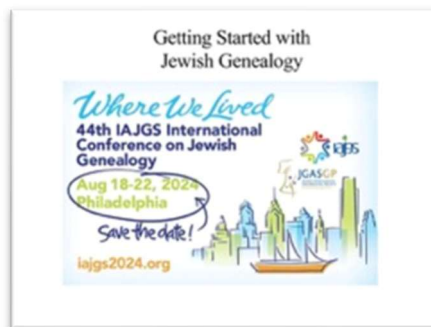 Getting Started with
Jewish Genealogy
Where We Lived
44th IAJGS International
Conference on Jewish
Genealogy
iajgs
JGASGP
Aug 18-22, 2024
Philadelphia
Save the date!
iajgs2024.org